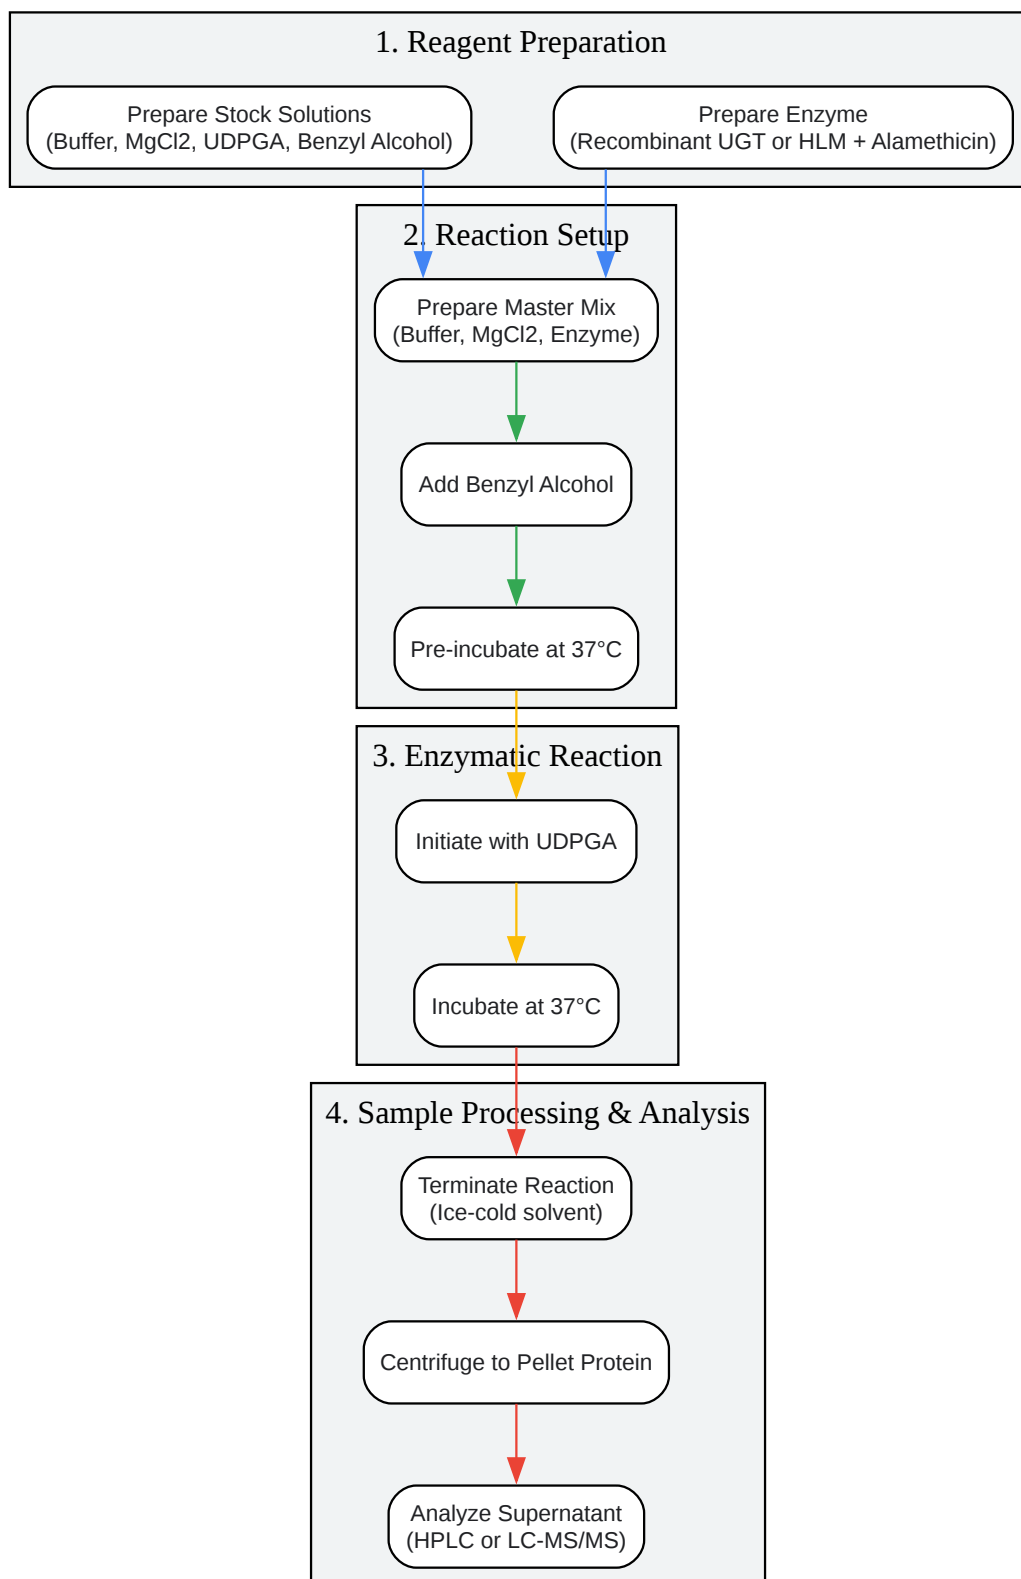 1. Reagent Preparation
Prepare Stock Solutions
(Buffer, MgCl2, UDPGA, Benzyl Alcohol)
Prepare Enzyme
(Recombinant UGT or HLM + Alamethicin)
2. Reaction Setup
Prepare Master Mix
(Buffer, MgCl2, Enzyme)
Add Benzyl Alcohol
Pre-incubate at 37°C
3. Enzymatic Reaction
Initiate with UDPGA
Incubate at 37°C
4. Sample Processing & Analysis
Terminate Reaction
(Ice-cold solvent)
Centrifuge to Pellet Protein
Analyze Supernatant
(HPLC or LC-MS/MS)